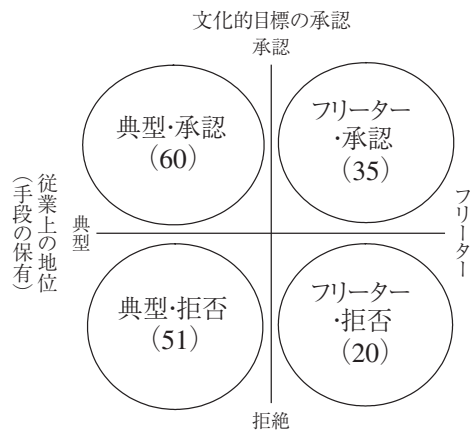 文化的目標の承認
承認
典型・承認
(60)
フリーター
・承認
(35)
従業上の地位
(手段の保有)
典型
フリーター
典型・拒否
(51)
フリーター
・拒否
(20)
拒絶